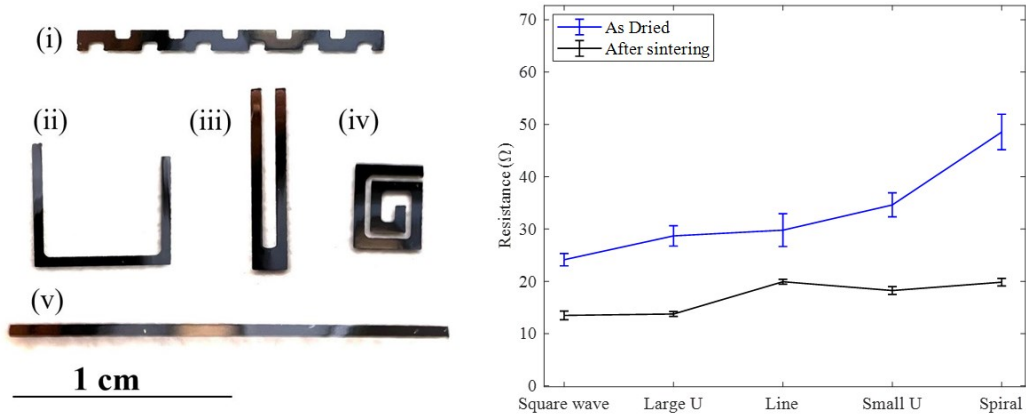 (i)
(ii)
(iii)
(iv)
(v)
1 cm
70
60
50
40
30
20
10
0
Resistance (Ω)
As Dried
After sintering
Square wave
Large U
Line
Small U
Spiral